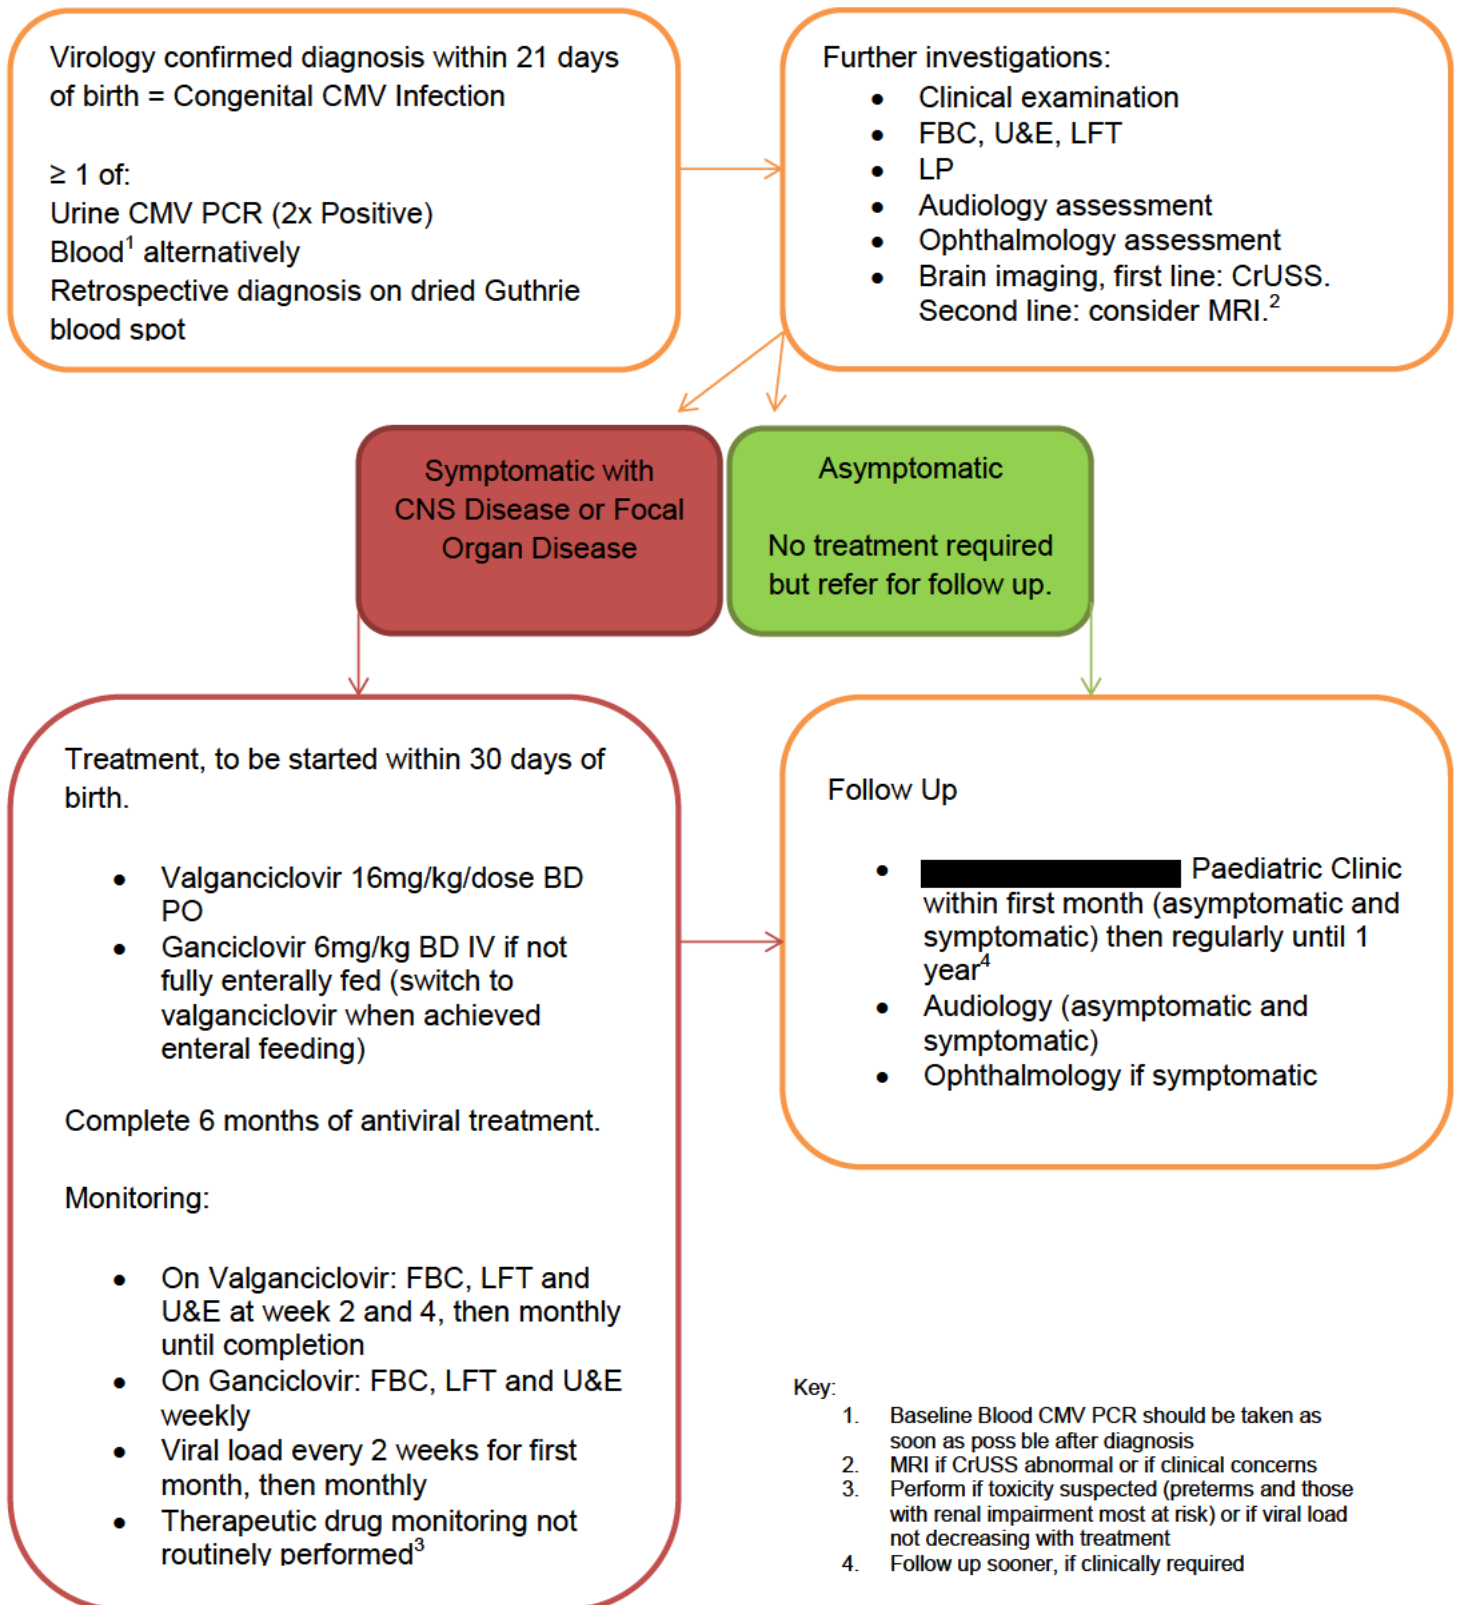 Virology confirmed diagnosis within 21 days
of birth = Congenital CMV Infection
≥ 1 of:
Urine CMV PCR (2x Positive)
Blood¹ alternatively
Retrospective diagnosis on dried Guthrie
blood spot
Further investigations:
• Clinical examination
• FBC, U&E, LFT
• LP
• Audiology assessment
• Ophthalmology assessment
• Brain imaging, first line: CrUSS.
Second line: consider MRI.²
Symptomatic with
CNS Disease or Focal
Organ Disease
Asymptomatic
No treatment required
but refer for follow up.
Treatment, to be started within 30 days of
birth.
• Valganciclovir 16mg/kg/dose BD
PO
• Ganciclovir 6mg/kg BD IV if not
fully enterally fed (switch to
valganciclovir when achieved
enteral feeding)
Complete 6 months of antiviral treatment.
Monitoring:
• On Valganciclovir: FBC, LFT and
U&E at week 2 and 4, then monthly
until completion
• On Ganciclovir: FBC, LFT and U&E
weekly
• Viral load every 2 weeks for first
month, then monthly
• Therapeutic drug monitoring not
routinely performed³
Follow Up
• Paediatric Clinic
within first month (asymptomatic and
symptomatic) then regularly until 1
year⁴
• Audiology (asymptomatic and
symptomatic)
• Ophthalmology if symptomatic
Key:
1. Baseline Blood CMV PCR should be taken as
soon as poss ble after diagnosis
2. MRI if CrUSS abnormal or if clinical concerns
3. Perform if toxicity suspected (preterms and those
with renal impairment most at risk) or if viral load
not decreasing with treatment
4. Follow up sooner, if clinically required